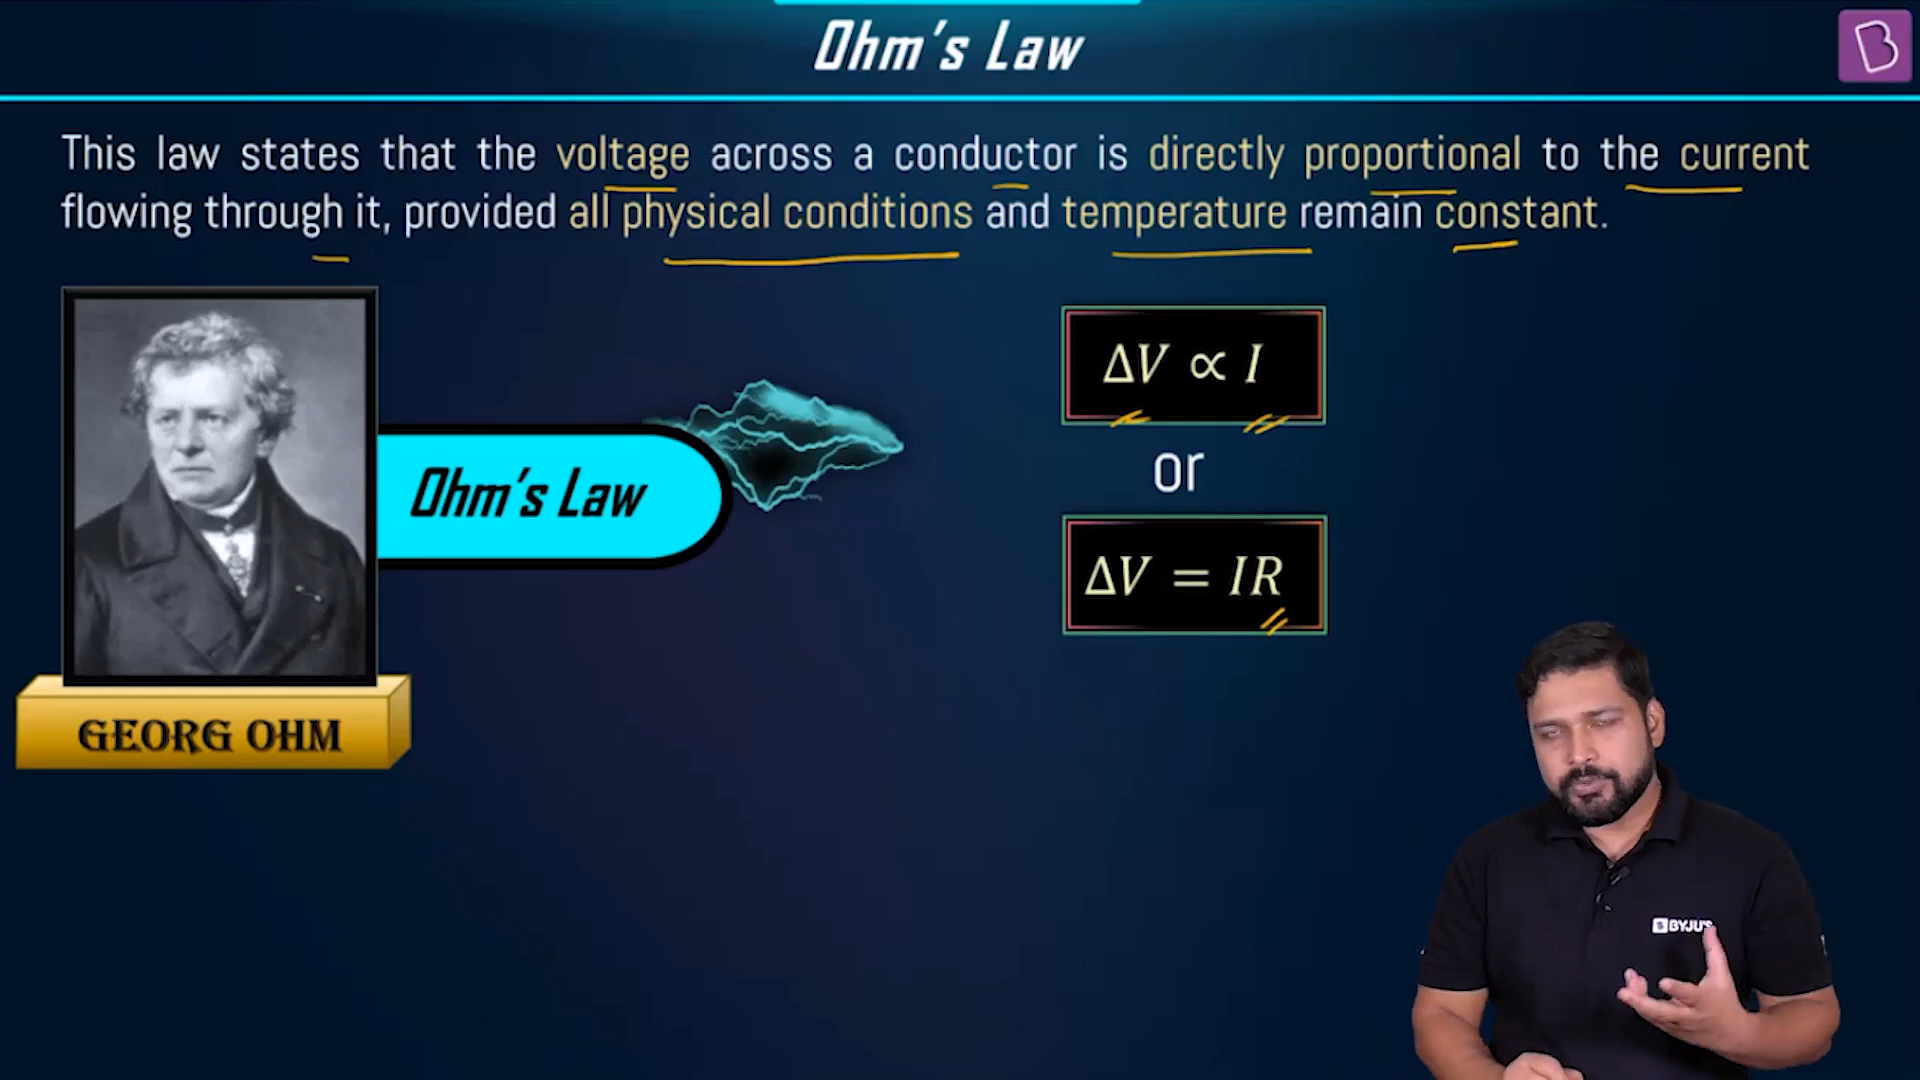 Ohm's Law
This law states that the voltage across a conductor is directly proportional to the current
flowing through it, provided all physical conditions and temperature remain constant.
ΔV ∝ I
or
Ohm's Law
ΔV = IR
GEORG OHM
BYJU'S